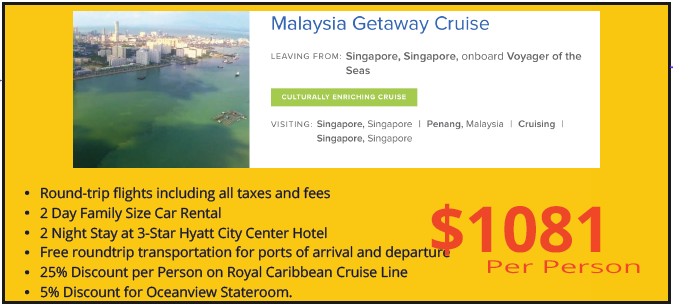 Malaysia Getaway Cruise
LEAVING FROM: Singapore, Singapore, onboard Voyager of the
Seas
CULTURALLY ENRICHING CRUISE
VISITING: Singapore, Singapore | Penang, Malaysia | Cruising |
Singapore, Singapore
• Round-trip flights including all taxes and fees
• 2 Day Family Size Car Rental
• 2 Night Stay at 3-Star Hyatt City Center Hotel
• Free roundtrip transportation for ports of arrival and departure
• 25% Discount per Person on Royal Caribbean Cruise Line
• 5% Discount for Oceanview Stateroom.
$1081
Per Person